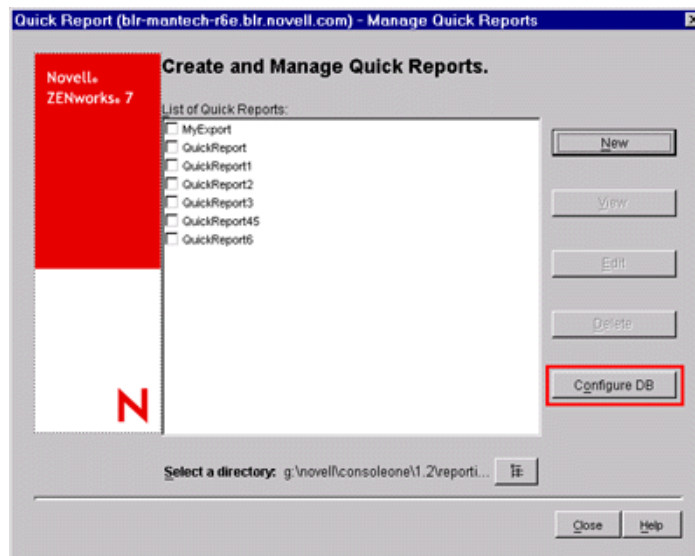 Quick Report (blr-mantech-r6e.blr.novell.com) - Manage Quick Reports
Novell®
ZENworks® 7
Create and Manage Quick Reports.
List of Quick Reports:
MyExport
QuickReport
QuickReport1
QuickReport2
QuickReport3
QuickReport45
QuickReport6
New
View
Edit
Delete
Configure DB
N
Select a directory: g:\novell\consoleone\1.2\reporti...
Close Help